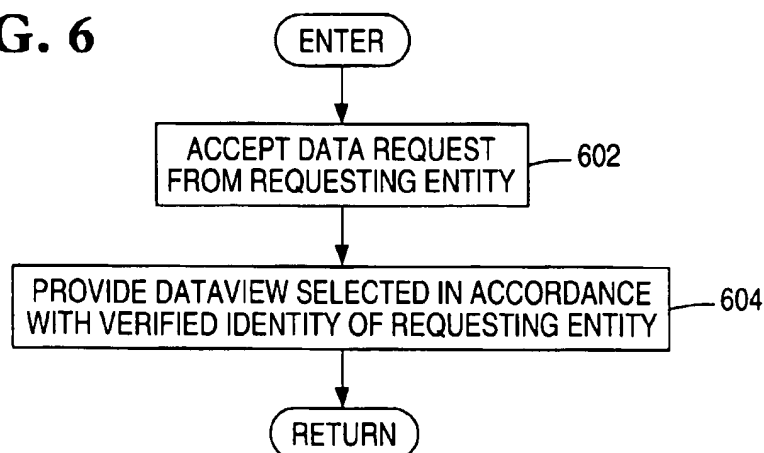 G. 6
ENTER
ACCEPT DATA REQUEST
FROM REQUESTING ENTITY
602
PROVIDE DATAVIEW SELECTED IN ACCORDANCE
WITH VERIFIED IDENTITY OF REQUESTING ENTITY
604
RETURN